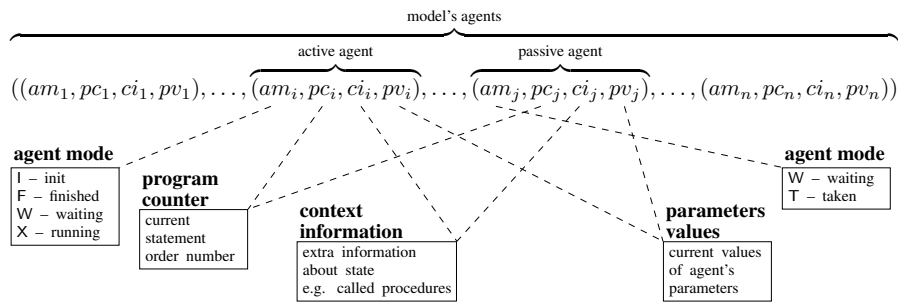 model's agents
active agent
passive agent
((am₁, pc₁, ci₁, pv₁), . . . , (amᵢ, pcᵢ, ciᵢ, pvᵢ), . . . , (amⱼ, pcⱼ, ciⱼ, pvⱼ), . . . , (amₙ, pcₙ, ciₙ, pvₙ))
agent mode
I – init
F – finished
W – waiting
X – running
program
counter
current
statement
order number
context
information
extra information
about state
e.g. called procedures
parameters
values
current values
of agent's
parameters
agent mode
W – waiting
T – taken